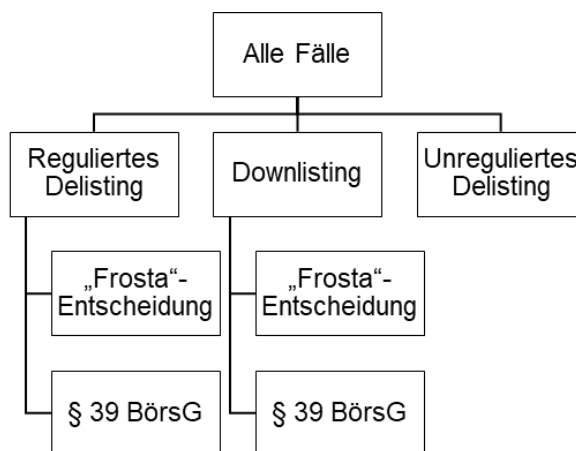 Alle Fälle
Reguliertes
Delisting
Downlisting
Unreguliertes
Delisting
„Frosta“-
Entscheidung
„Frosta“-
Entscheidung
§ 39 BörsG
§ 39 BörsG